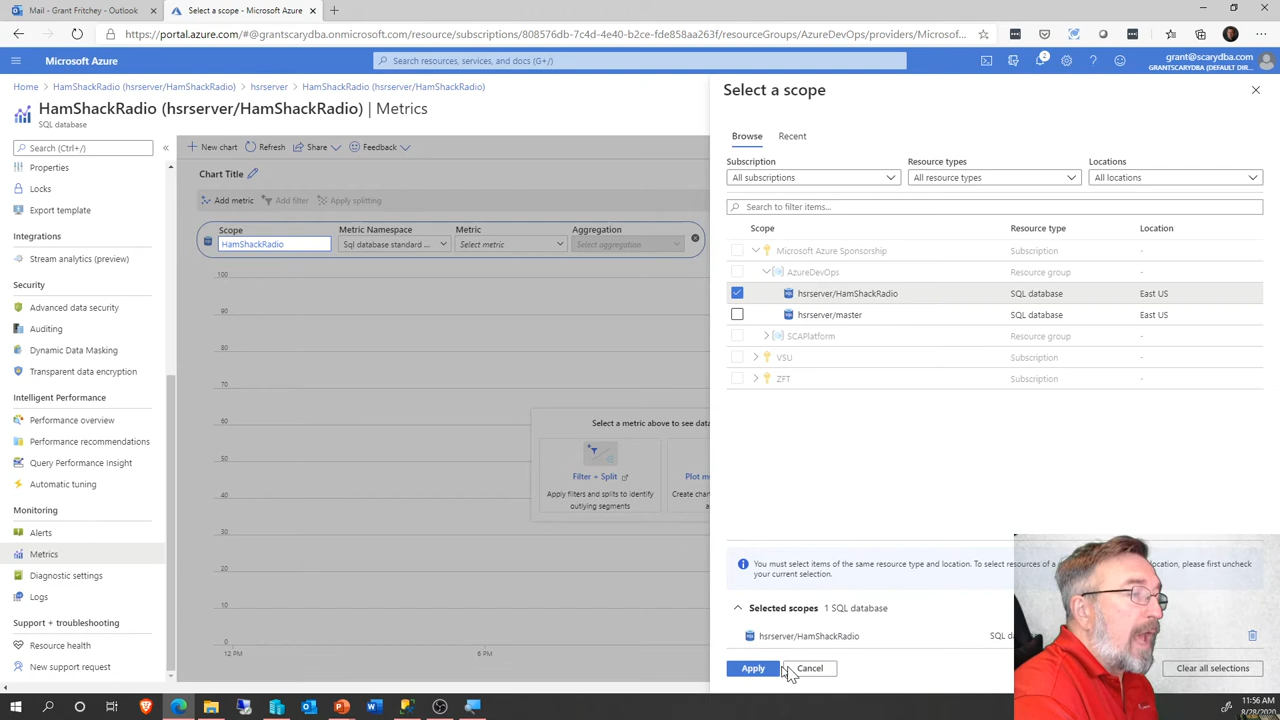 Mail - Grant Fritchey - Outlook
Select a scope - Microsoft Azure
https://portal.azure.com/#@grantscarydba.onmicrosoft.com/resource/subscriptions/808576db-7c4d-4e40-b2ce-fde858aa263f/resourceGroups/AzureDevOps/providers/Microsof...
Microsoft Azure
Search resources, services, and docs (G+/)
2
grant@scarydba.com
GRANTSCARYDBA (DEFAULT DIR...
Home > HamShackRadio (hsrserver/HamShackRadio) > hsrserver > HamShackRadio (hsrserver/HamShackRadio)
HamShackRadio (hsrserver/HamShackRadio) | Metrics
SQL database
Search (Ctrl+/)
Properties
Locks
Export template
Integrations
Stream analytics (preview)
Security
Advanced data security
Auditing
Dynamic Data Masking
Transparent data encryption
Intelligent Performance
Performance overview
Performance recommendations
Query Performance Insight
Automatic tuning
Monitoring
Alerts
Metrics
Diagnostic settings
Logs
Support + troubleshooting
Resource health
New support request
New chart Refresh Share Feedback
Chart Title
Add metric Add filter Apply splitting
Scope Metric Namespace Metric Aggregation
HamShackRadio Sql database standard ... Select metric Select aggregation
100
90
80
70
60
50
40
30
20
10
0
12 PM 6 PM
Select a metric above to see data
Filter + Split
Apply filters and splits to identify
outlying segments
Plot mu
Create char
Select a scope
Browse Recent
Subscription Resource types Locations
All subscriptions All resource types All locations
Search to filter items...
Scope Resource type Location
Microsoft Azure Sponsorship Subscription -
AzureDevOps Resource group -
hsrserver/HamShackRadio SQL database East US
hsrserver/master SQL database East US
SCAPlatform Resource group -
VSU Subscription -
ZFT Subscription -
You must select items of the same resource type and location. To select resources of a location, please first uncheck
your current selection.
Selected scopes 1 SQL database
hsrserver/HamShackRadio SQL da
Apply Cancel Clear all selections
11:56 AM
8/28/2020